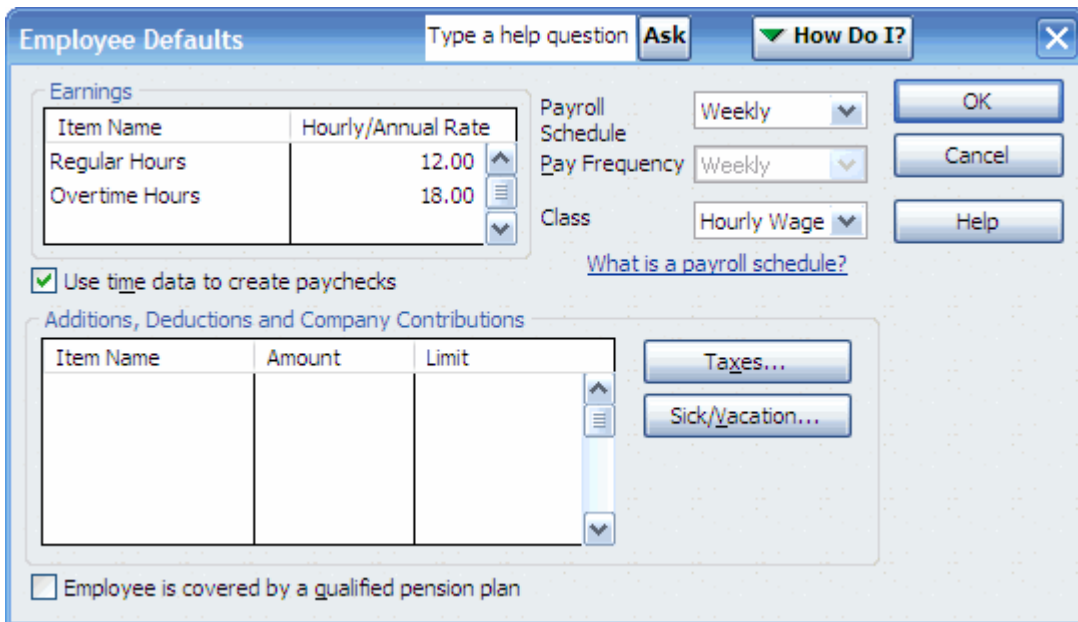 Employee Defaults
Type a help question Ask
How Do I?
Earnings
Item Name Hourly/Annual Rate
Regular Hours 12.00
Overtime Hours 18.00
Payroll
Schedule
Weekly
Pay Frequency Weekly
Class Hourly Wage
What is a payroll schedule?
OK
Cancel
Help
Use time data to create paychecks
Additions, Deductions and Company Contributions
Item Name Amount Limit
Taxes...
Sick/Vacation...
Employee is covered by a qualified pension plan